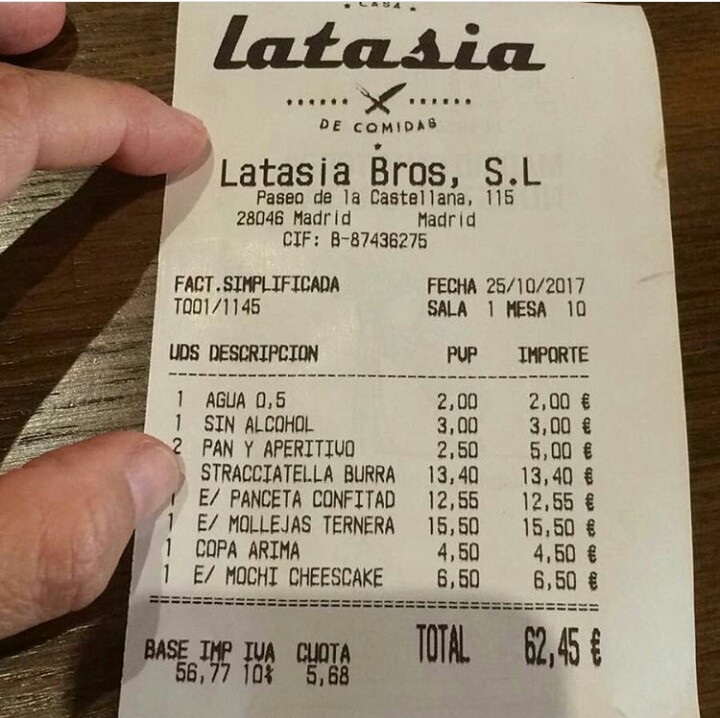 CASA
Latasia
DE COMIDAS
Latasia Bros, S.L
Paseo de la Castellana, 115
28046 Madrid Madrid
CIF: B-87436275
FACT.SIMPLIFICADA FECHA 25/10/2017
T001/1145 SALA 1 MESA 10
UDS DESCRIPCION PVP IMPORTE
1 AGUA 0,5 2,00 2,00 €
1 SIN ALCOHOL 3,00 3,00 €
2 PAN Y APERITIVO 2,50 5,00 €
STRACCIATELLA BURRA 13,40 13,40 €
1 E/ PANCETA CONFITAD 12,55 12,55 €
1 E/ MOLLEJAS TERNERA 15,50 15,50 €
1 COPA ARIMA 4,50 4,50 €
1 E/ MOCHI CHEESCAKE 6,50 6,50 €
TOTAL 62,45 €
BASE IMP IVA CUOTA
56,77 10% 5,68